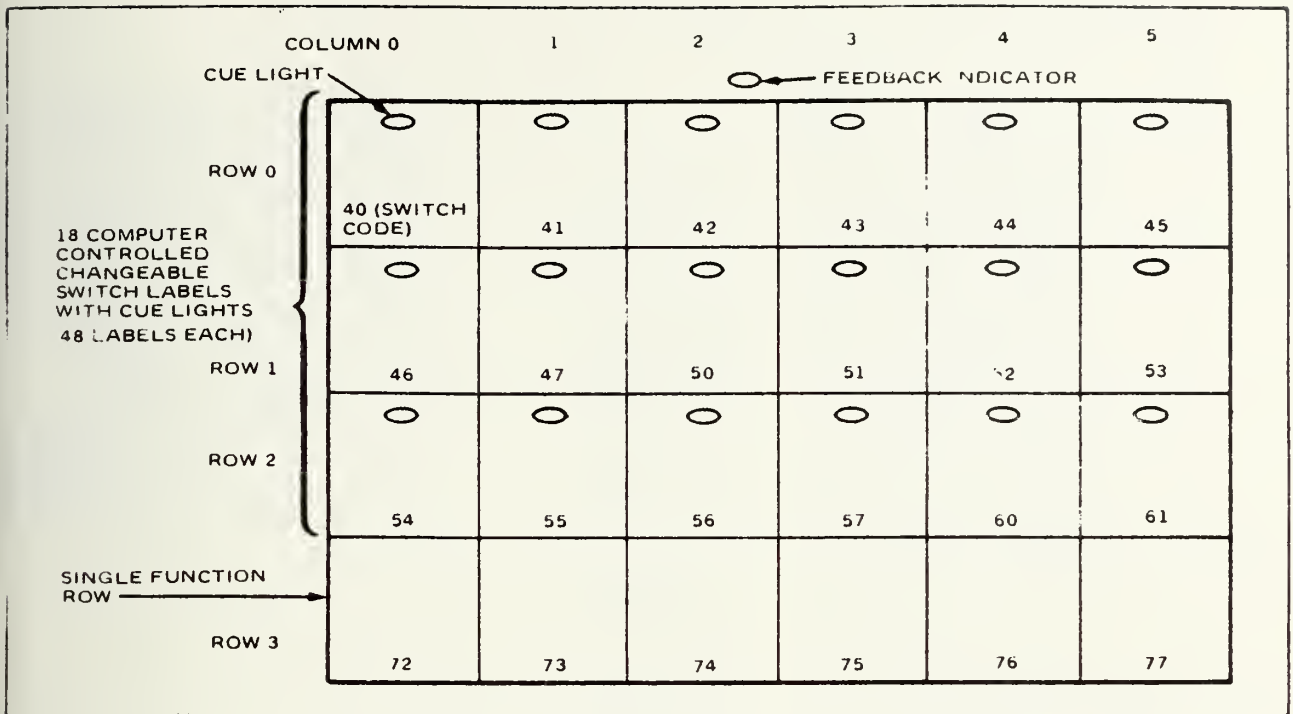 COLUMN 0 1 2 3 4 5
CUE LIGHT
FEEDBACK NDICATOR
ROW 0
40 (SWITCH
CODE) 41 42 43 44 45
18 COMPUTER
CONTROLLED
CHANGEABLE
SWITCH LABELS
WITH CUE LIGHTS
48 LABELS EACH)
ROW 1
46 47 50 51 2 53
ROW 2
54 55 56 57 60 61
SINGLE FUNCTION
ROW
ROW 3
72 73 74 75 76 77